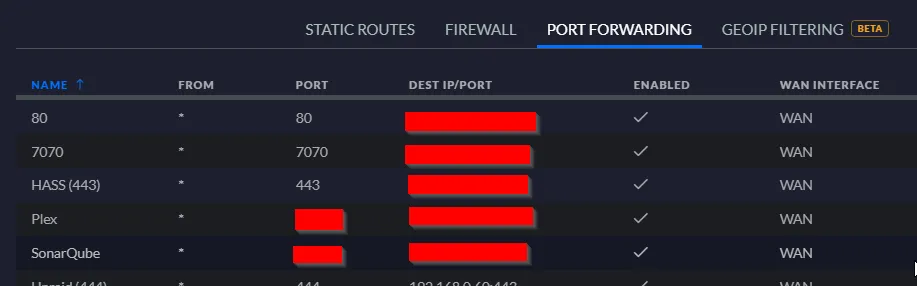 STATIC ROUTES FIREWALL PORT FORWARDING GEOIP FILTERING BETA
NAME ↑ FROM PORT DEST IP/PORT ENABLED WAN INTERFACE
80 * 80 WAN
7070 * 7070 WAN
HASS (443) * 443 WAN
Plex * WAN
SonarQube * WAN